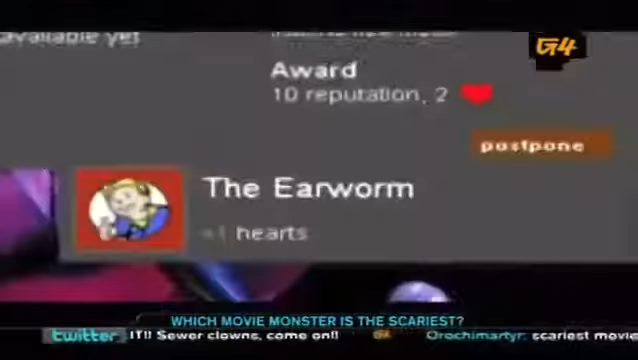 available yet
G4
Award
10 reputation, 2
postpone
The Earworm
+1 hearts
WHICH MOVIE MONSTER IS THE SCARIEST?
twitter IT!! Sewer clowns, come on!! G4 Orochimartyr: scariest movie